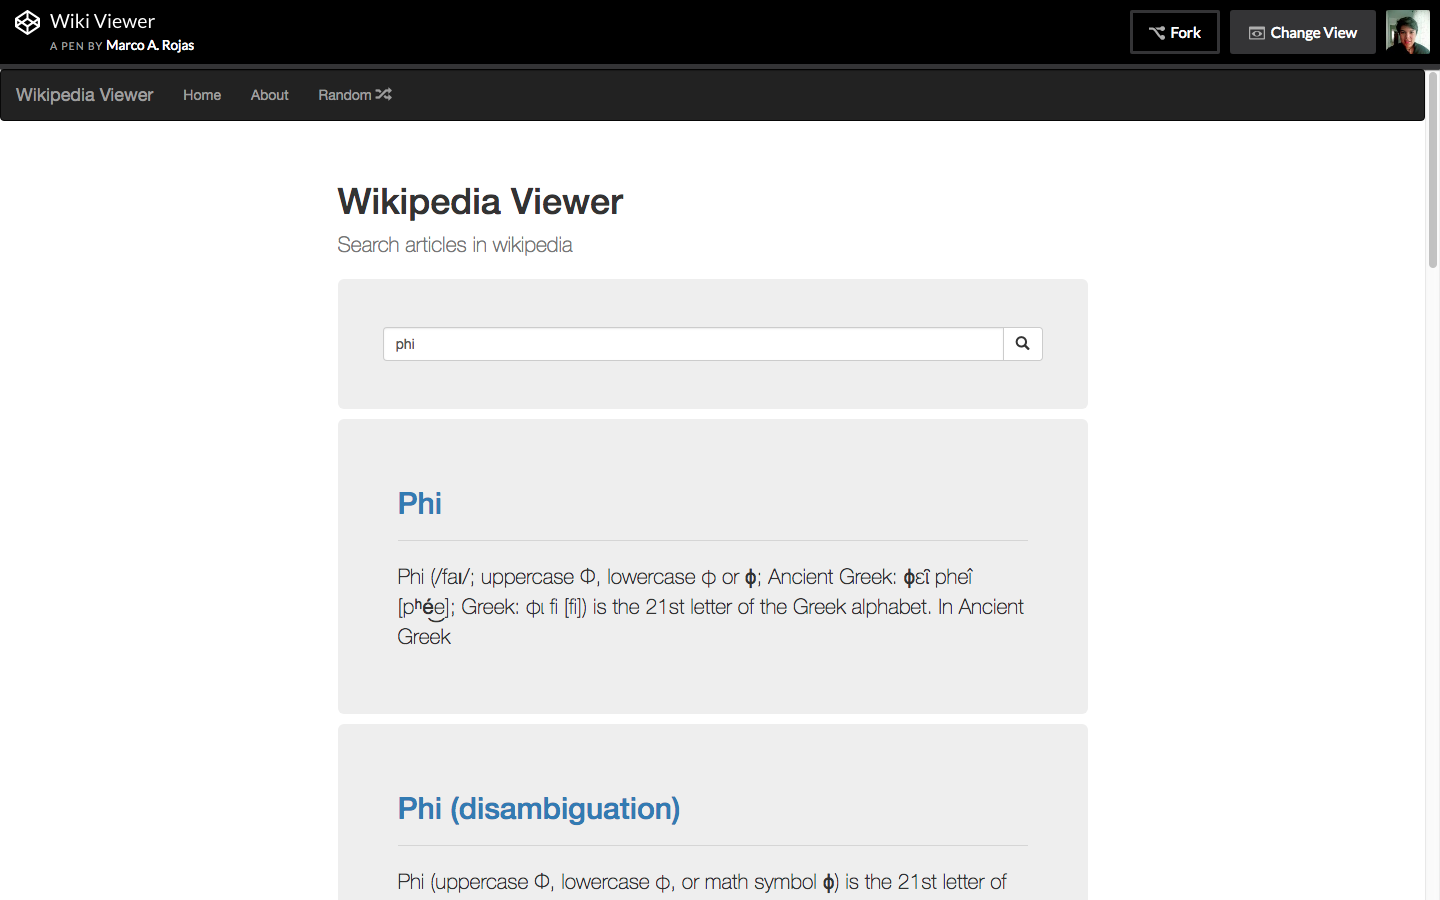 Wiki Viewer
A PEN BY Marco A. Rojas
Fork
Change View
Wikipedia Viewer Home About Random
Wikipedia Viewer
Search articles in wikipedia
phi
Phi
Phi (/faɪ/; uppercase Φ, lowercase φ or ϕ; Ancient Greek: ϕεῖ pheî
[pʰé͜e]; Greek: φι fi [fi]) is the 21st letter of the Greek alphabet. In Ancient
Greek
Phi (disambiguation)
Phi (uppercase Φ, lowercase φ, or math symbol ϕ) is the 21st letter of